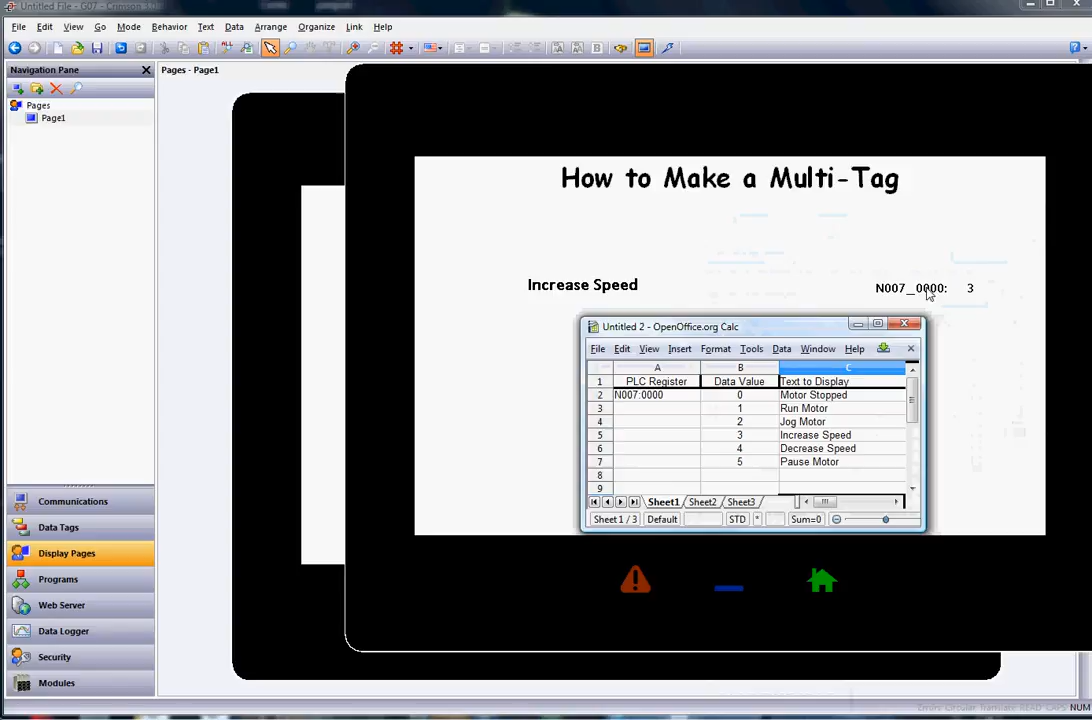 Untitled File - G07 - Crimson 3.0
File Edit View Go Mode Behavior Text Data Arrange Organize Link Help
Navigation Pane
Pages - Page1
Pages
Page1
How to Make a Multi-Tag
Increase Speed
N007_0000: 3
Untitled 2 - OpenOffice.org Calc
File Edit View Insert Format Tools Data Window Help
A B C
1 PLC Register Data Value Text to Display
2 N007:0000 0 Motor Stopped
3 1 Run Motor
4 2 Jog Motor
5 3 Increase Speed
6 4 Decrease Speed
7 5 Pause Motor
8
9
Sheet1 Sheet2 Sheet3
Sheet 1 / 3 Default STD * Sum=0
Communications
Data Tags
Display Pages
Programs
Web Server
Data Logger
Security
Modules
READ CAPS NUM